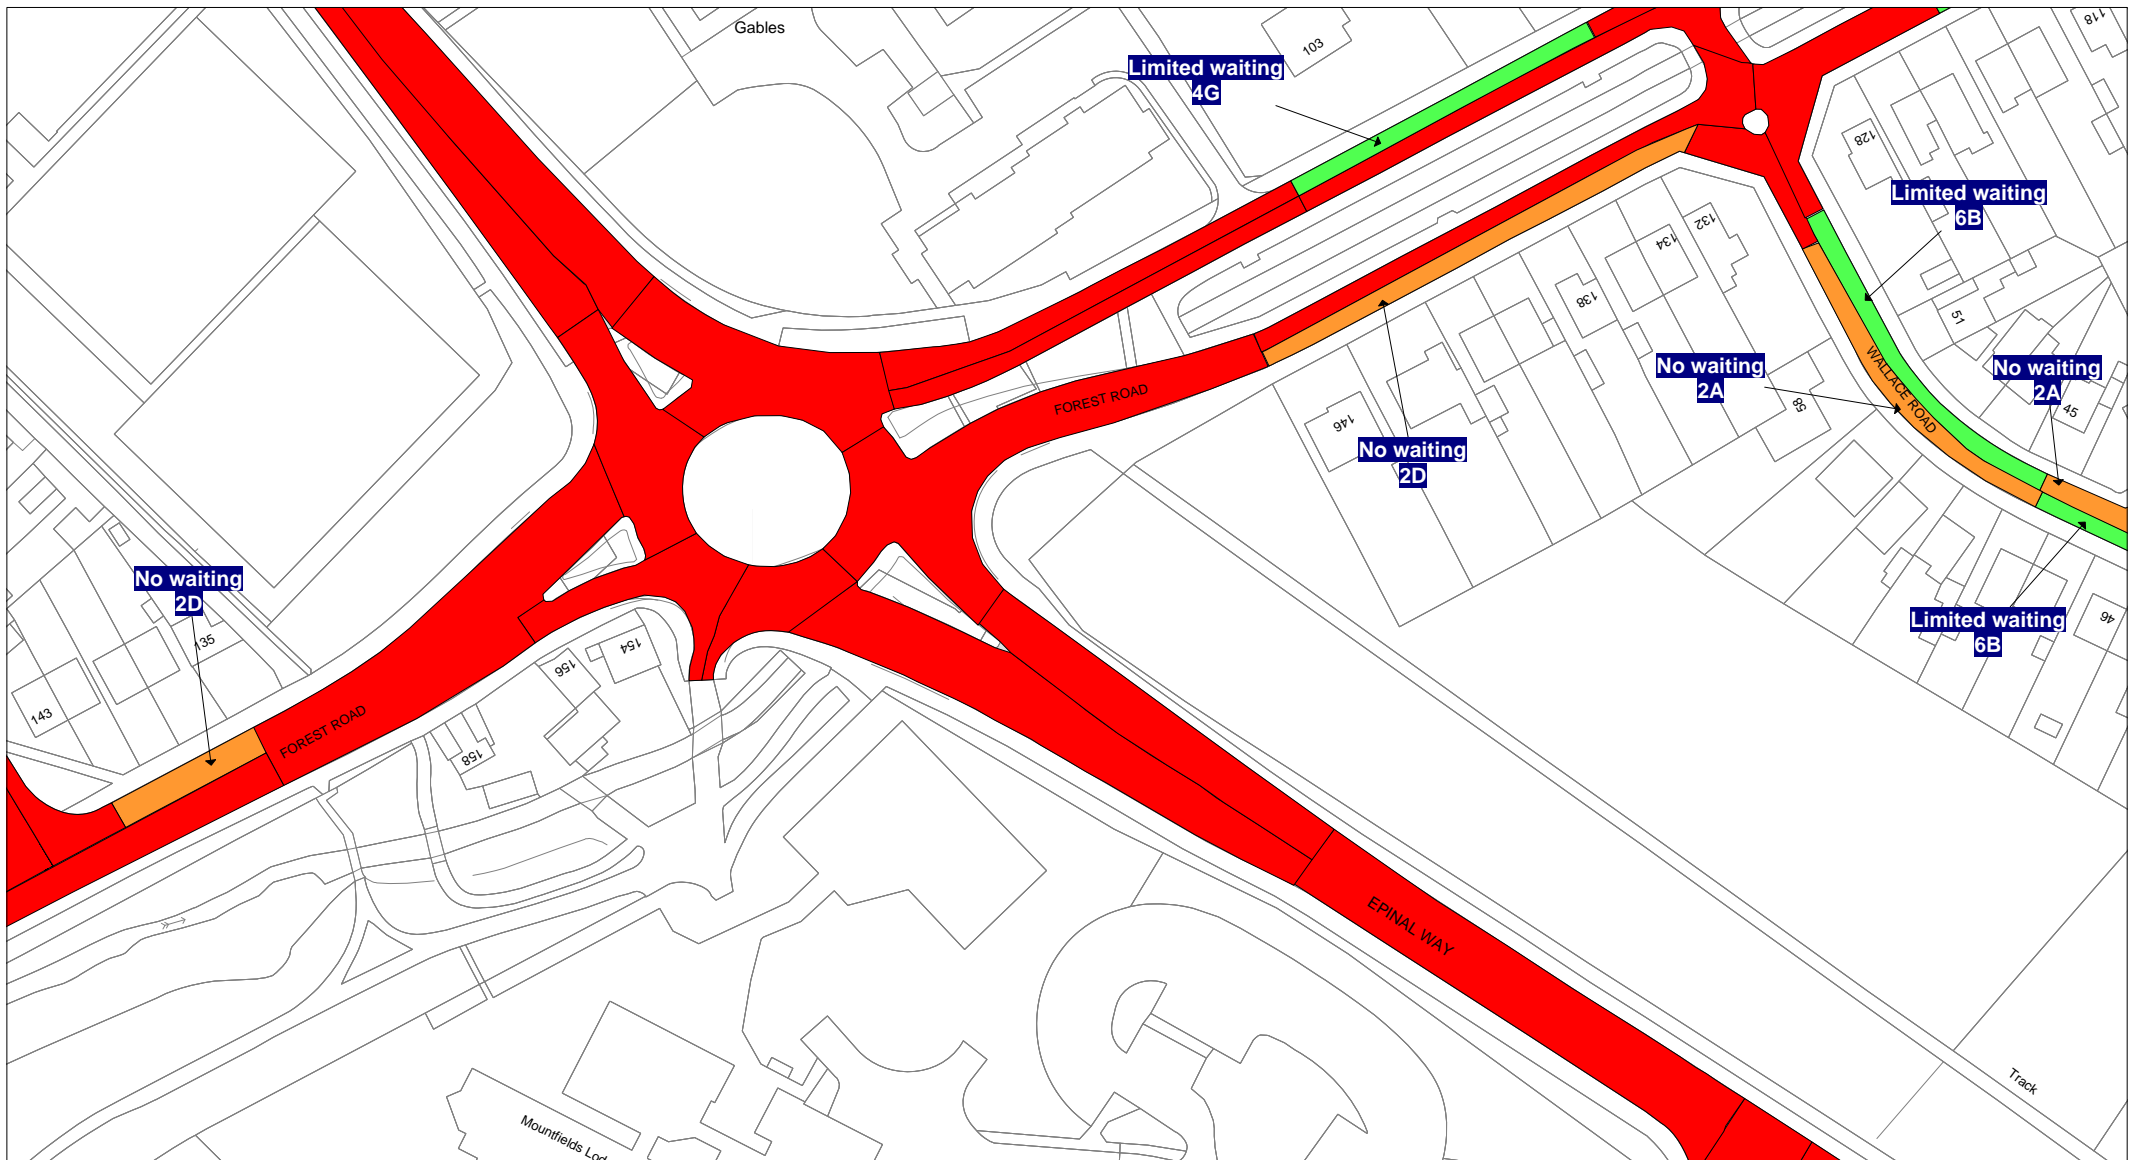 Gables
103
118
Limited waiting
4G
128
Limited waiting
6B
132
134
138
51
WALLACE ROAD
No waiting
2A
No waiting
2A
45
58
FOREST ROAD
146
No waiting
2D
No waiting
2D
135
154
156
143
FOREST ROAD
158
Limited waiting
6B
46
EPINAL WAY
Track
Mountfields Lod